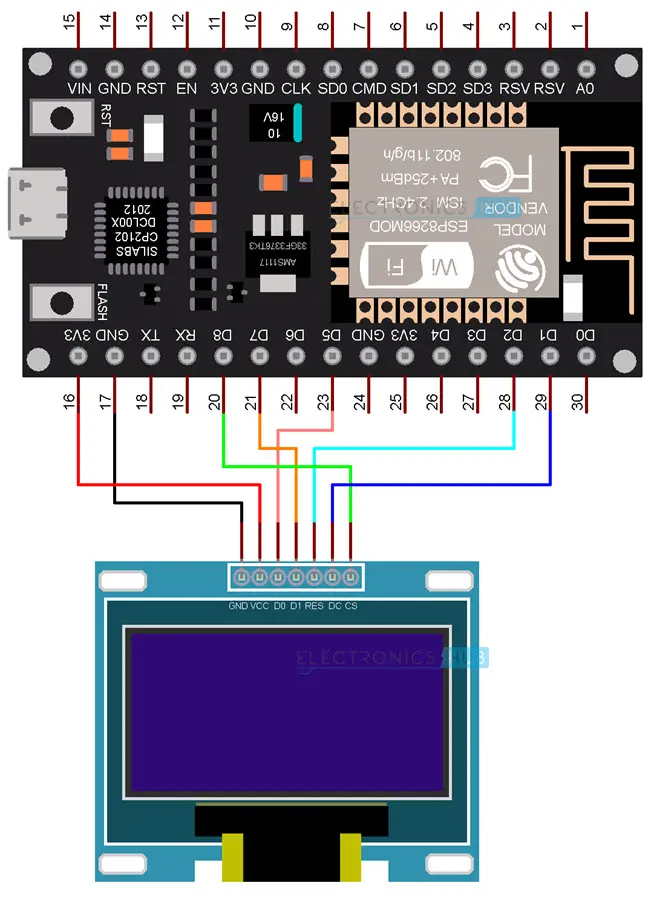 15 14 13 12 11 10 9 8 7 6 5 4 3 2 1
VIN GND RST EN 3V3 GND CLK SD0 CMD SD1 SD2 SD3 RSV RSV A0
RST
10
16V
SILABS
CP2102
DCL00X
2012
AMS1117
33GF3376TK3
MODEL
VENDOR
ESP8266MOD
ISM 2.4GHz
PA +25dBm
802.11b/g/n
FC
Wi Fi
ELECTRONICS
FLASH
3V3 GND TX RX D8 D7 D6 D5 GND 3V3 D4 D3 D2 D1 D0
16 17 18 19 20 21 22 23 24 25 26 27 28 29 30
GND VCC D0 D1 RES DC CS
ELECTRONICS HUB